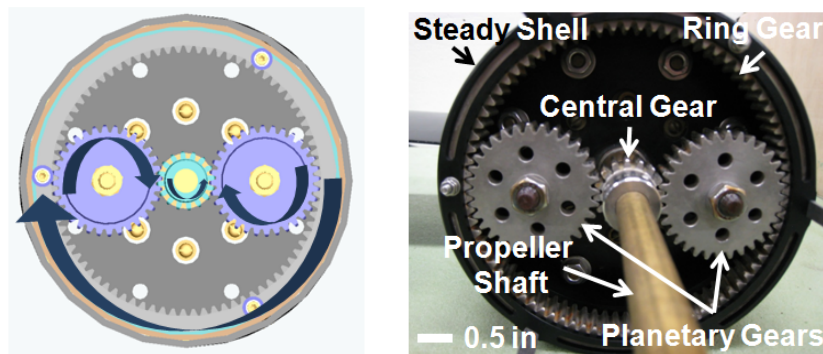 Steady Shell
Ring Gear
Central Gear
Propeller
Shaft
0.5 in
Planetary Gears